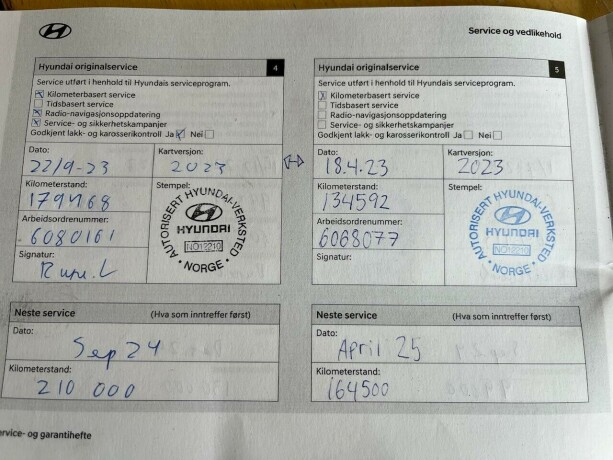 Service og vedlikehold
Hyundai originalservice 4
Service utført i henhold til Hyundais serviceprogram.
Kilometerbasert service
Tidsbasert service
Radio-navigasjonsoppdatering
Service- og sikkerhetskampanjer
Godkjent lakk- og karosserikontroll Ja Nei
Dato:
22/9-23
Kartversjon:
2023
Kilometerstand:
179468
Stempel:
AUTORISERT HYUNDAI-VERKSTED
HYUNDAI
NO12210
NORGE
Arbeidsordrenummer:
6080161
Signatur:
Rune. L
Neste service (Hva som inntreffer først)
Dato:
Sep 24
Kilometerstand:
210 000
Hyundai originalservice 5
Service utført i henhold til Hyundais serviceprogram.
Kilometerbasert service
Tidsbasert service
Radio-navigasjonsoppdatering
Service- og sikkerhetskampanjer
Godkjent lakk- og karosserikontroll Ja Nei
Dato:
18.4.23
Kartversjon:
2023
Kilometerstand:
134592
Stempel:
AUTORISERT HYUNDAI-VERKSTED
HYUNDAI
NO12210
NORGE
Arbeidsordrenummer:
6068077
Signatur:
Neste service (Hva som inntreffer først)
Dato:
April 25
Kilometerstand:
164500
ervice- og garantihefte